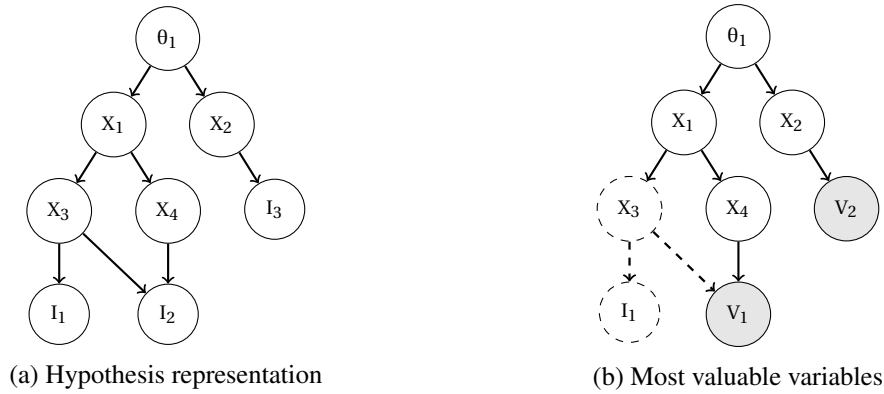 θ₁ θ₁
X₁ X₂ X₁ X₂
X₃ X₄ I₃ X₃ X₄ V₂
I₁ I₂ I₁ V₁
(a) Hypothesis representation
(b) Most valuable variables